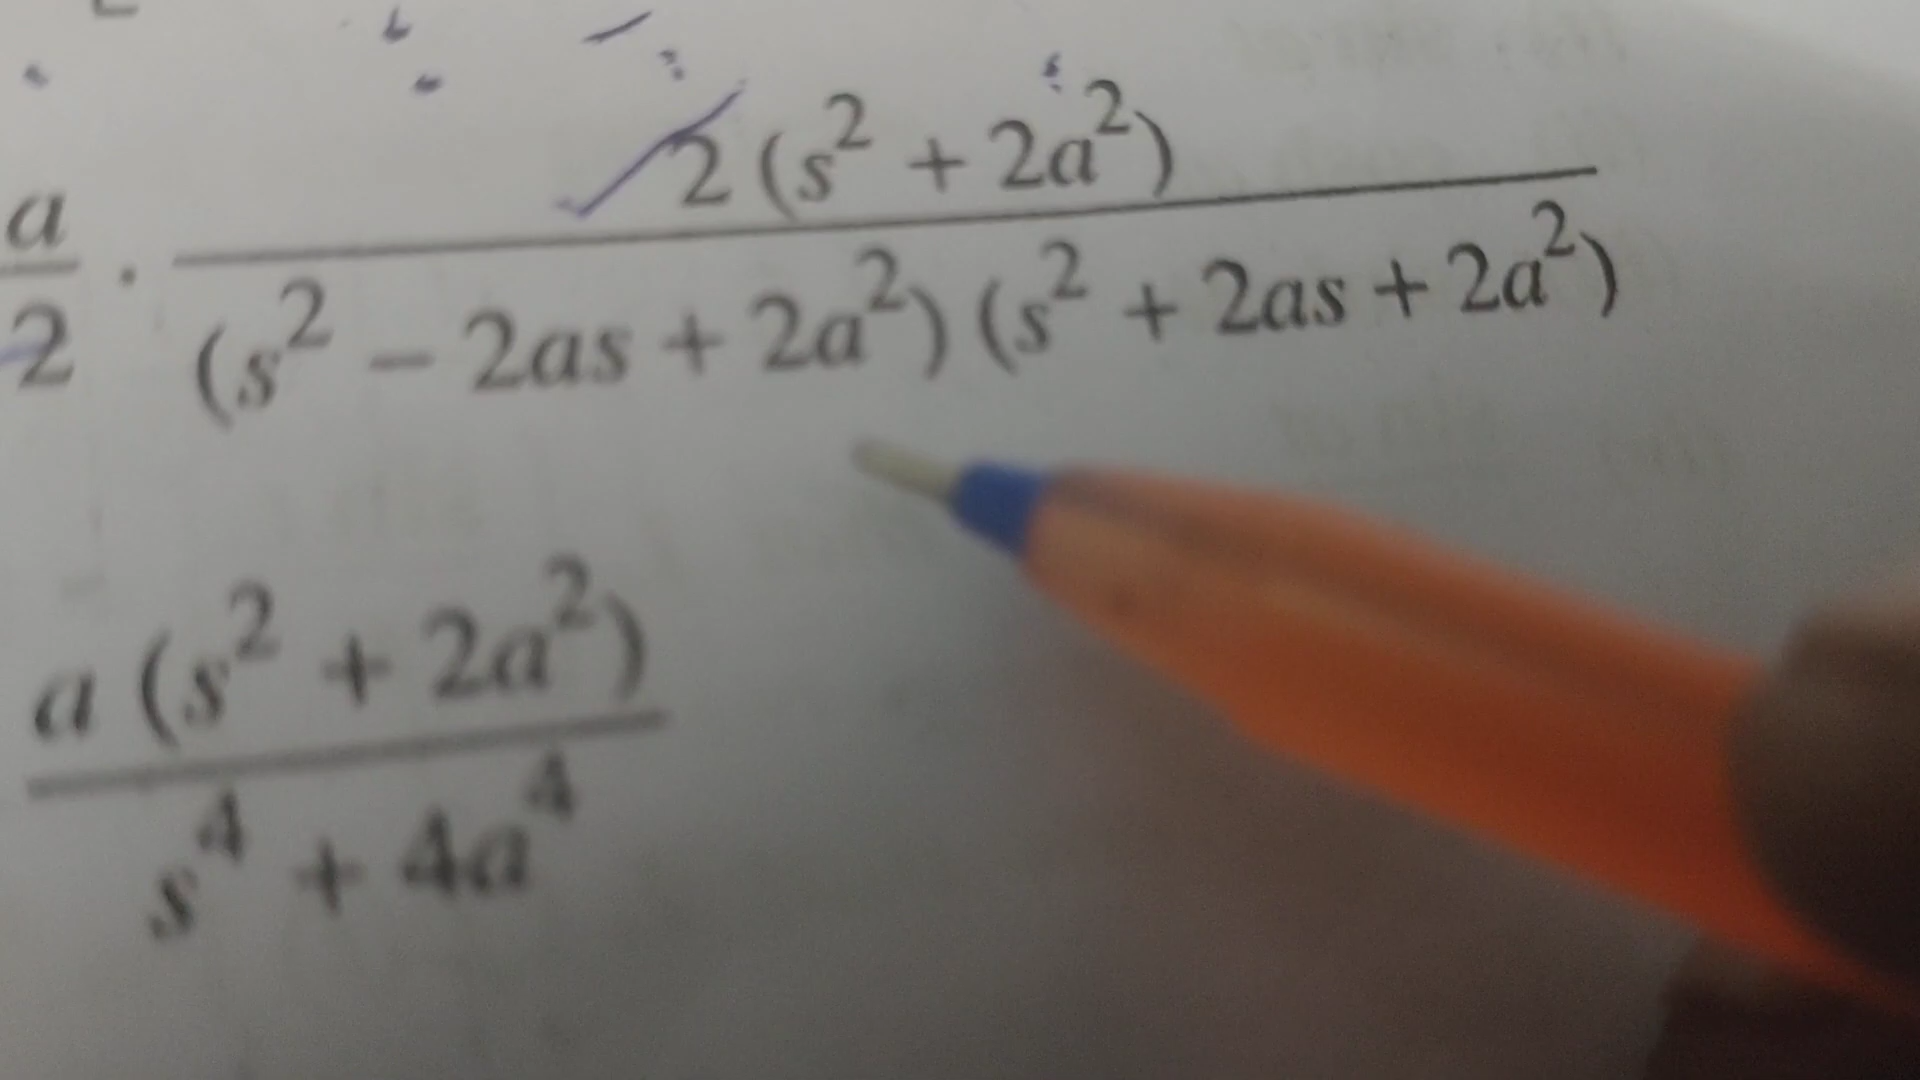 a/2 · 2 (s² + 2a²) / (s² − 2as + 2a²) (s² + 2as + 2a²)
a (s² + 2a²) / s⁴ + 4a⁴